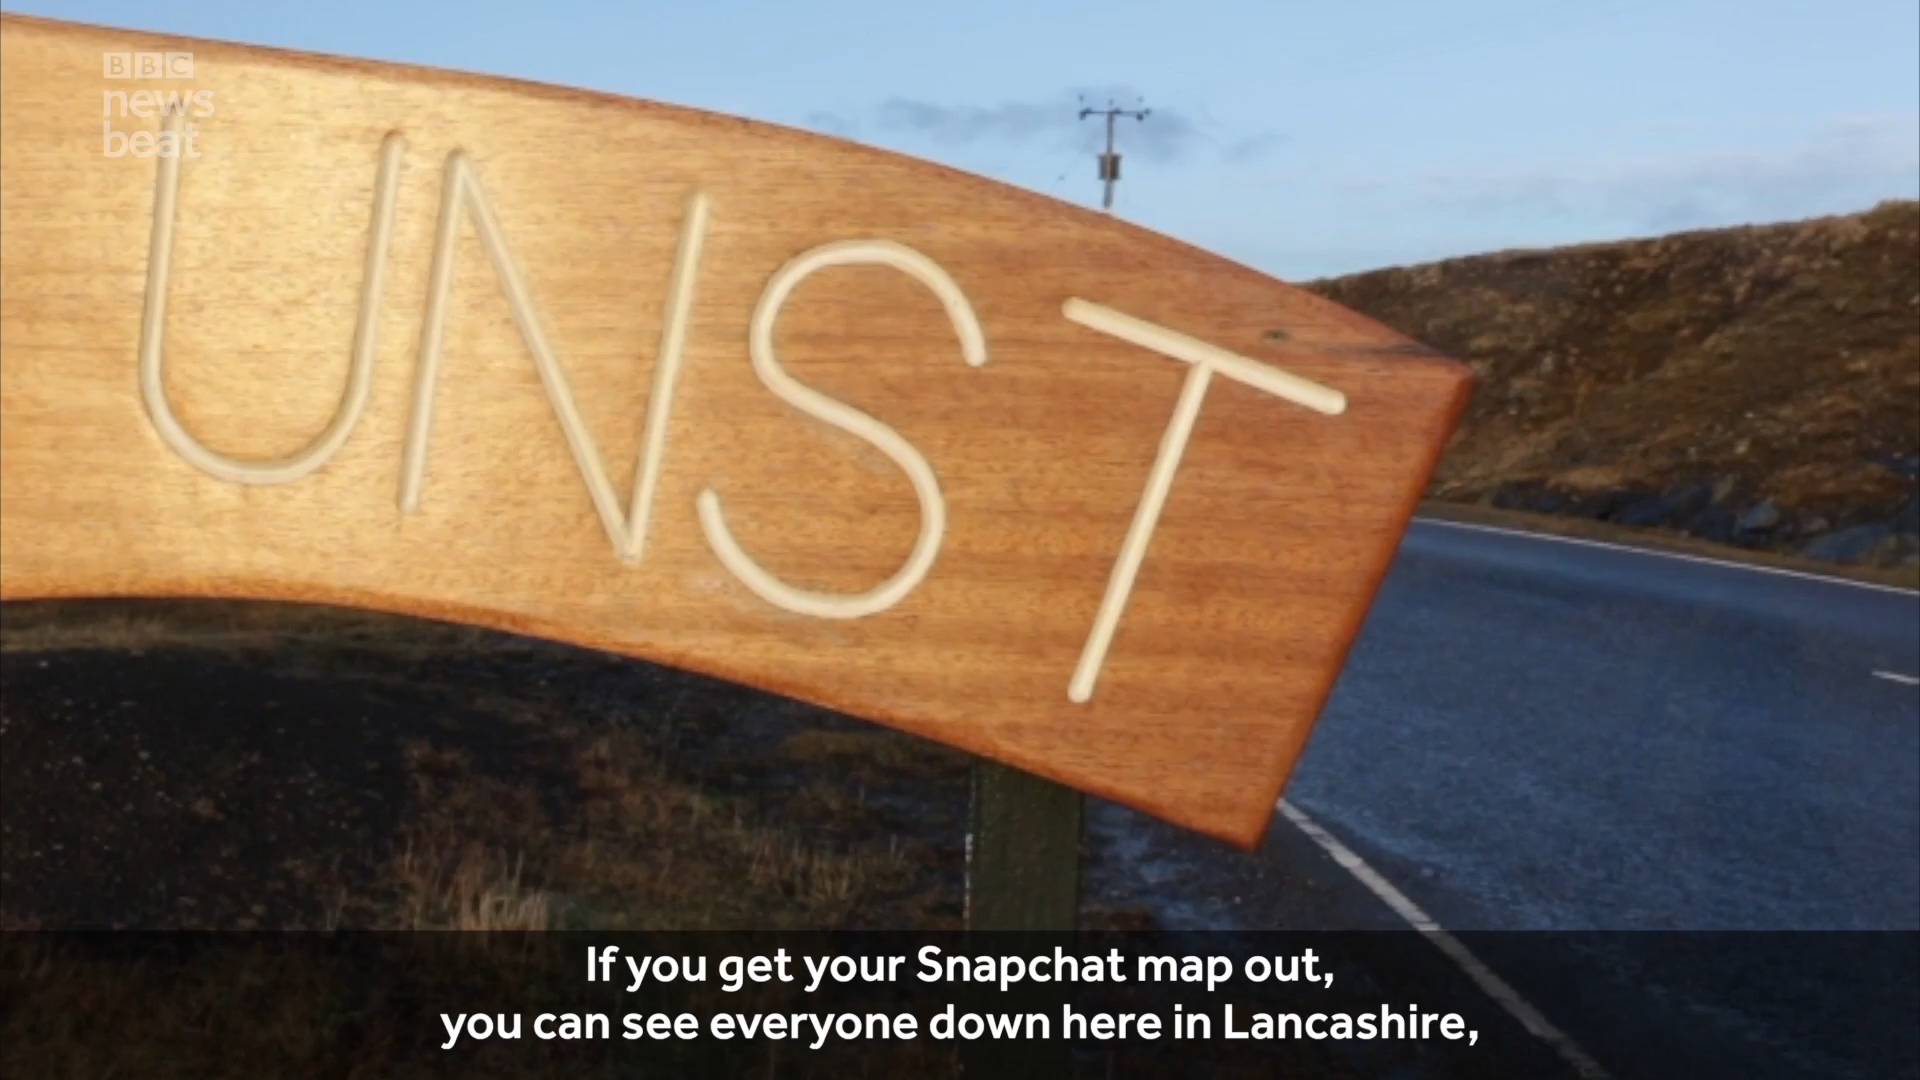 BBC
news
beat
UNST
If you get your Snapchat map out,
you can see everyone down here in Lancashire,